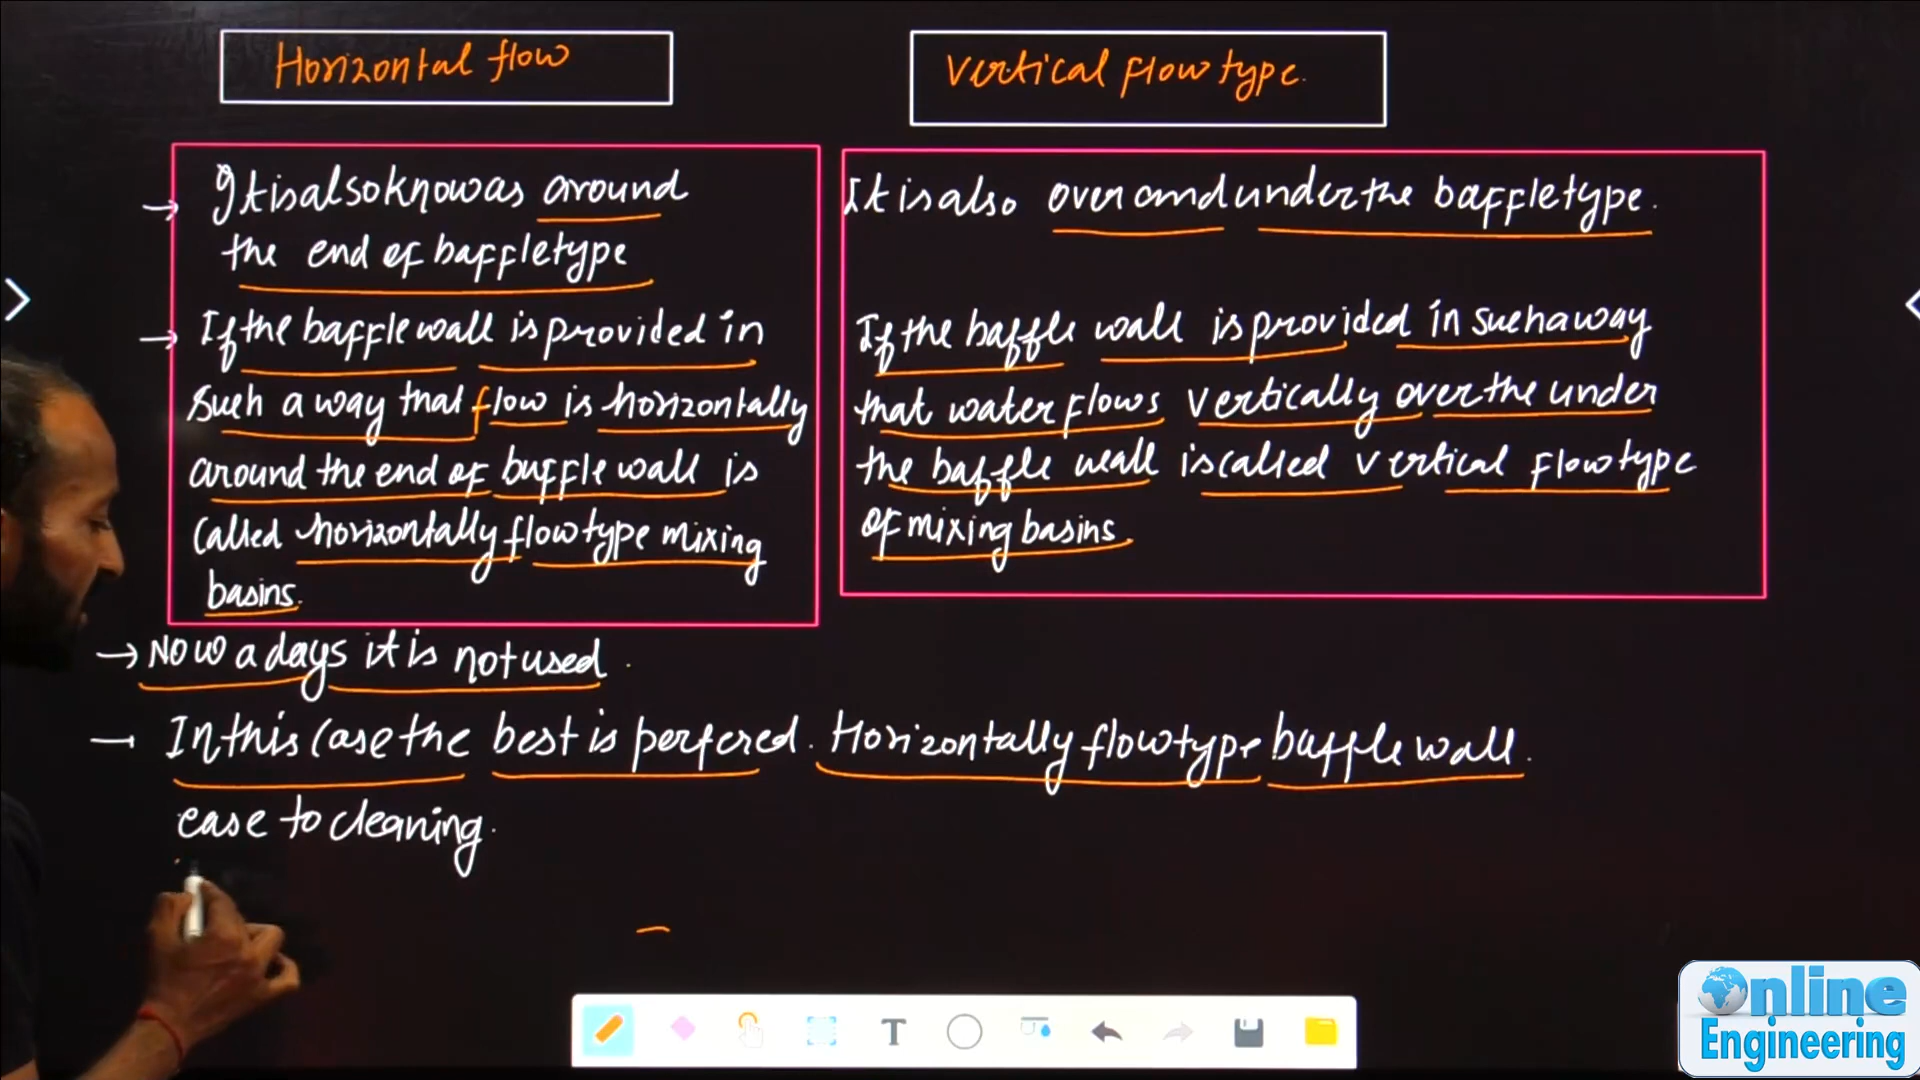 Horizontal flow
Vertical flow type.
It is also know as around
the end of baffle type
If the baffle wall is provided in
such a way that flow is horizontally
around the end of buffle wall is
called horizontally flow type mixing
basins.
It is also over and under the baffle type.
If the baffle wall is provided in such a way
that water flows vertically over the under
the baffle wall is called vertical flow type
of mixing basins.
Now a days it is not used.
In this case the best is perfered. Horizontally flow type baffle wall.
ease to cleaning.
T
Online
Engineering